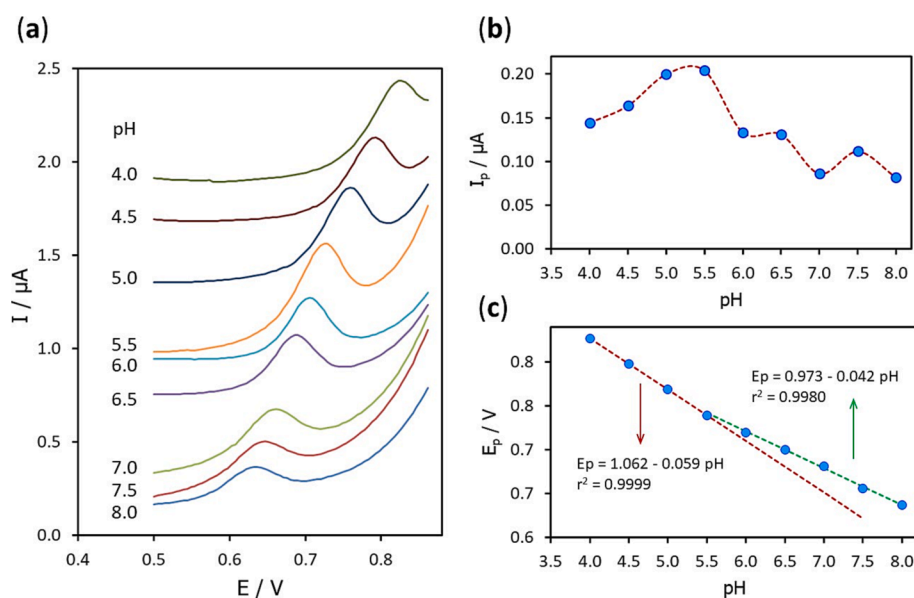 (a)
2.5
2.0
1.5
1.0
0.5
0.0
I / µA
pH
4.0
4.5
5.0
5.5
6.0
6.5
7.0
7.5
8.0
0.4 0.5 0.6 0.7 0.8
E / V
(b)
0.20
0.15
0.10
0.05
0.00
Ip / µA
3.5 4.0 4.5 5.0 5.5 6.0 6.5 7.0 7.5 8.0
pH
(c)
0.8
0.8
0.7
0.7
0.6
Ep / V
Ep = 0.973 - 0.042 pH
r² = 0.9980
Ep = 1.062 - 0.059 pH
r² = 0.9999
3.5 4.0 4.5 5.0 5.5 6.0 6.5 7.0 7.5 8.0
pH